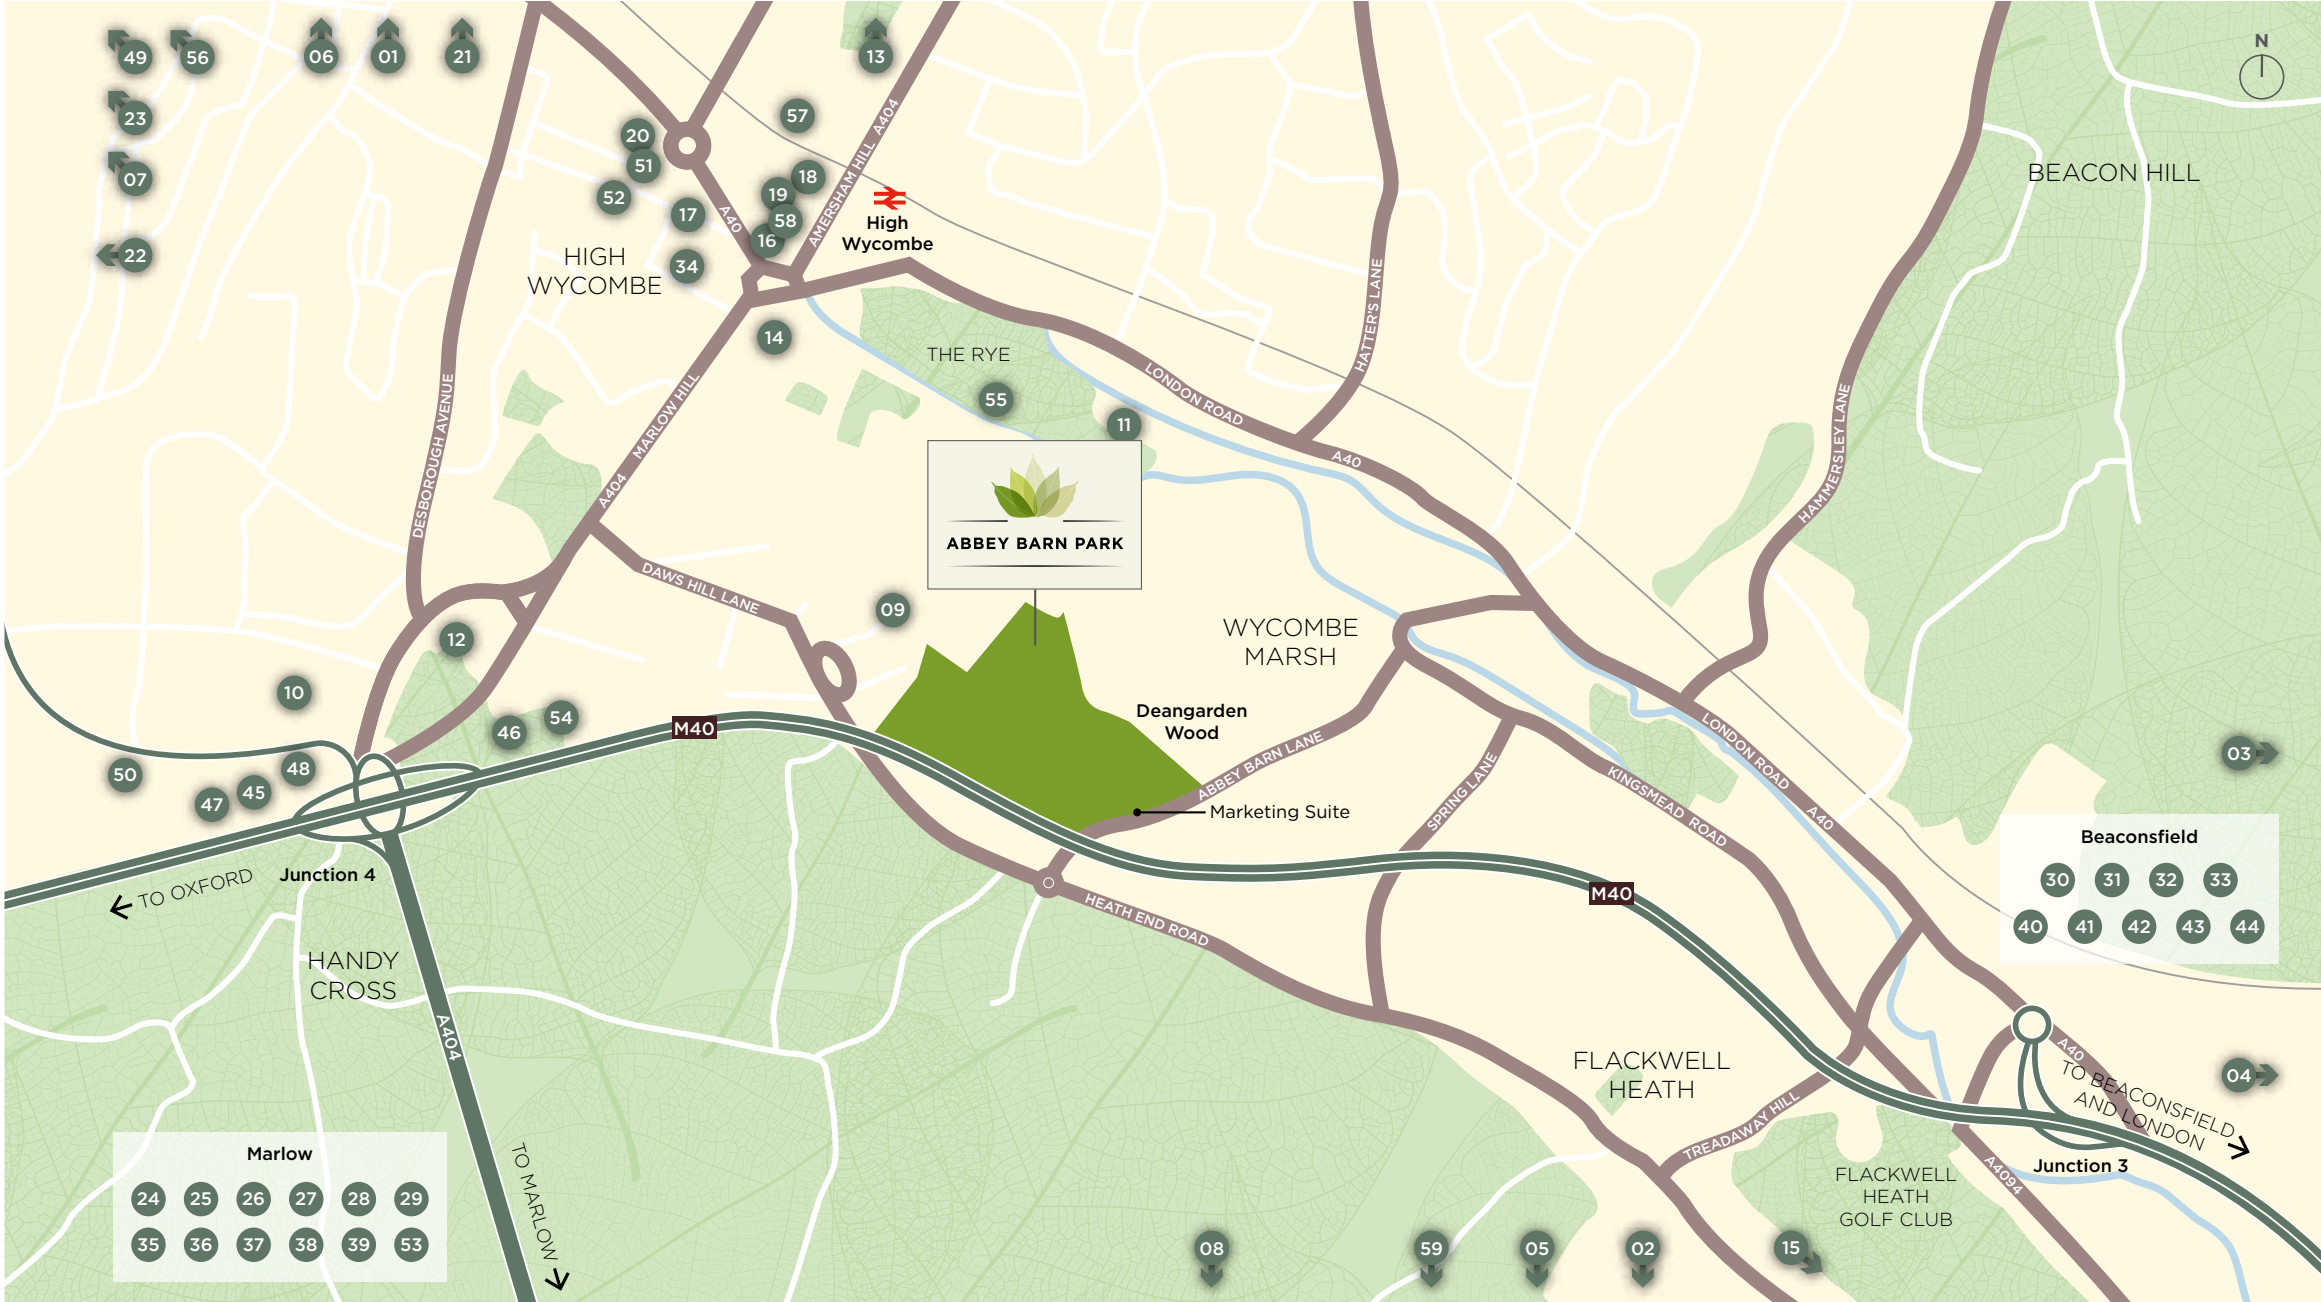 49
56
06
01
21
13
N
23
57
20
51
07
18
19
52
17
58
16
22
34
A40
AMERSHAM HILL
A404
High
Wycombe
HIGH
WYCOMBE
BEACON HILL
14
THE RYE
55
11
LONDON ROAD
A40
HATTER'S LANE
HAMMERSLEY LANE
DESBOROUGH AVENUE
A404
MARLOW HILL
ABBEY BARN PARK
DAWS HILL LANE
09
12
WYCOMBE
MARSH
10
46
54
M40
Deangarden
Wood
50
47
45
48
ABBEY BARN LANE
Marketing Suite
SPRING LANE
KINGSMEAD ROAD
LONDON ROAD
A40
03
Beaconsfield
30
31
32
33
40
41
42
43
44
Junction 4
TO OXFORD
M40
HEATH END ROAD
HANDY
CROSS
A404
FLACKWELL
HEATH
A40
TO BEACONSFIELD
AND LONDON
04
TREADAWAY HILL
Junction 3
A4094
FLACKWELL
HEATH
GOLF CLUB
TO MARLOW
Marlow
24
25
26
27
28
29
35
36
37
38
39
53
08
59
05
02
15